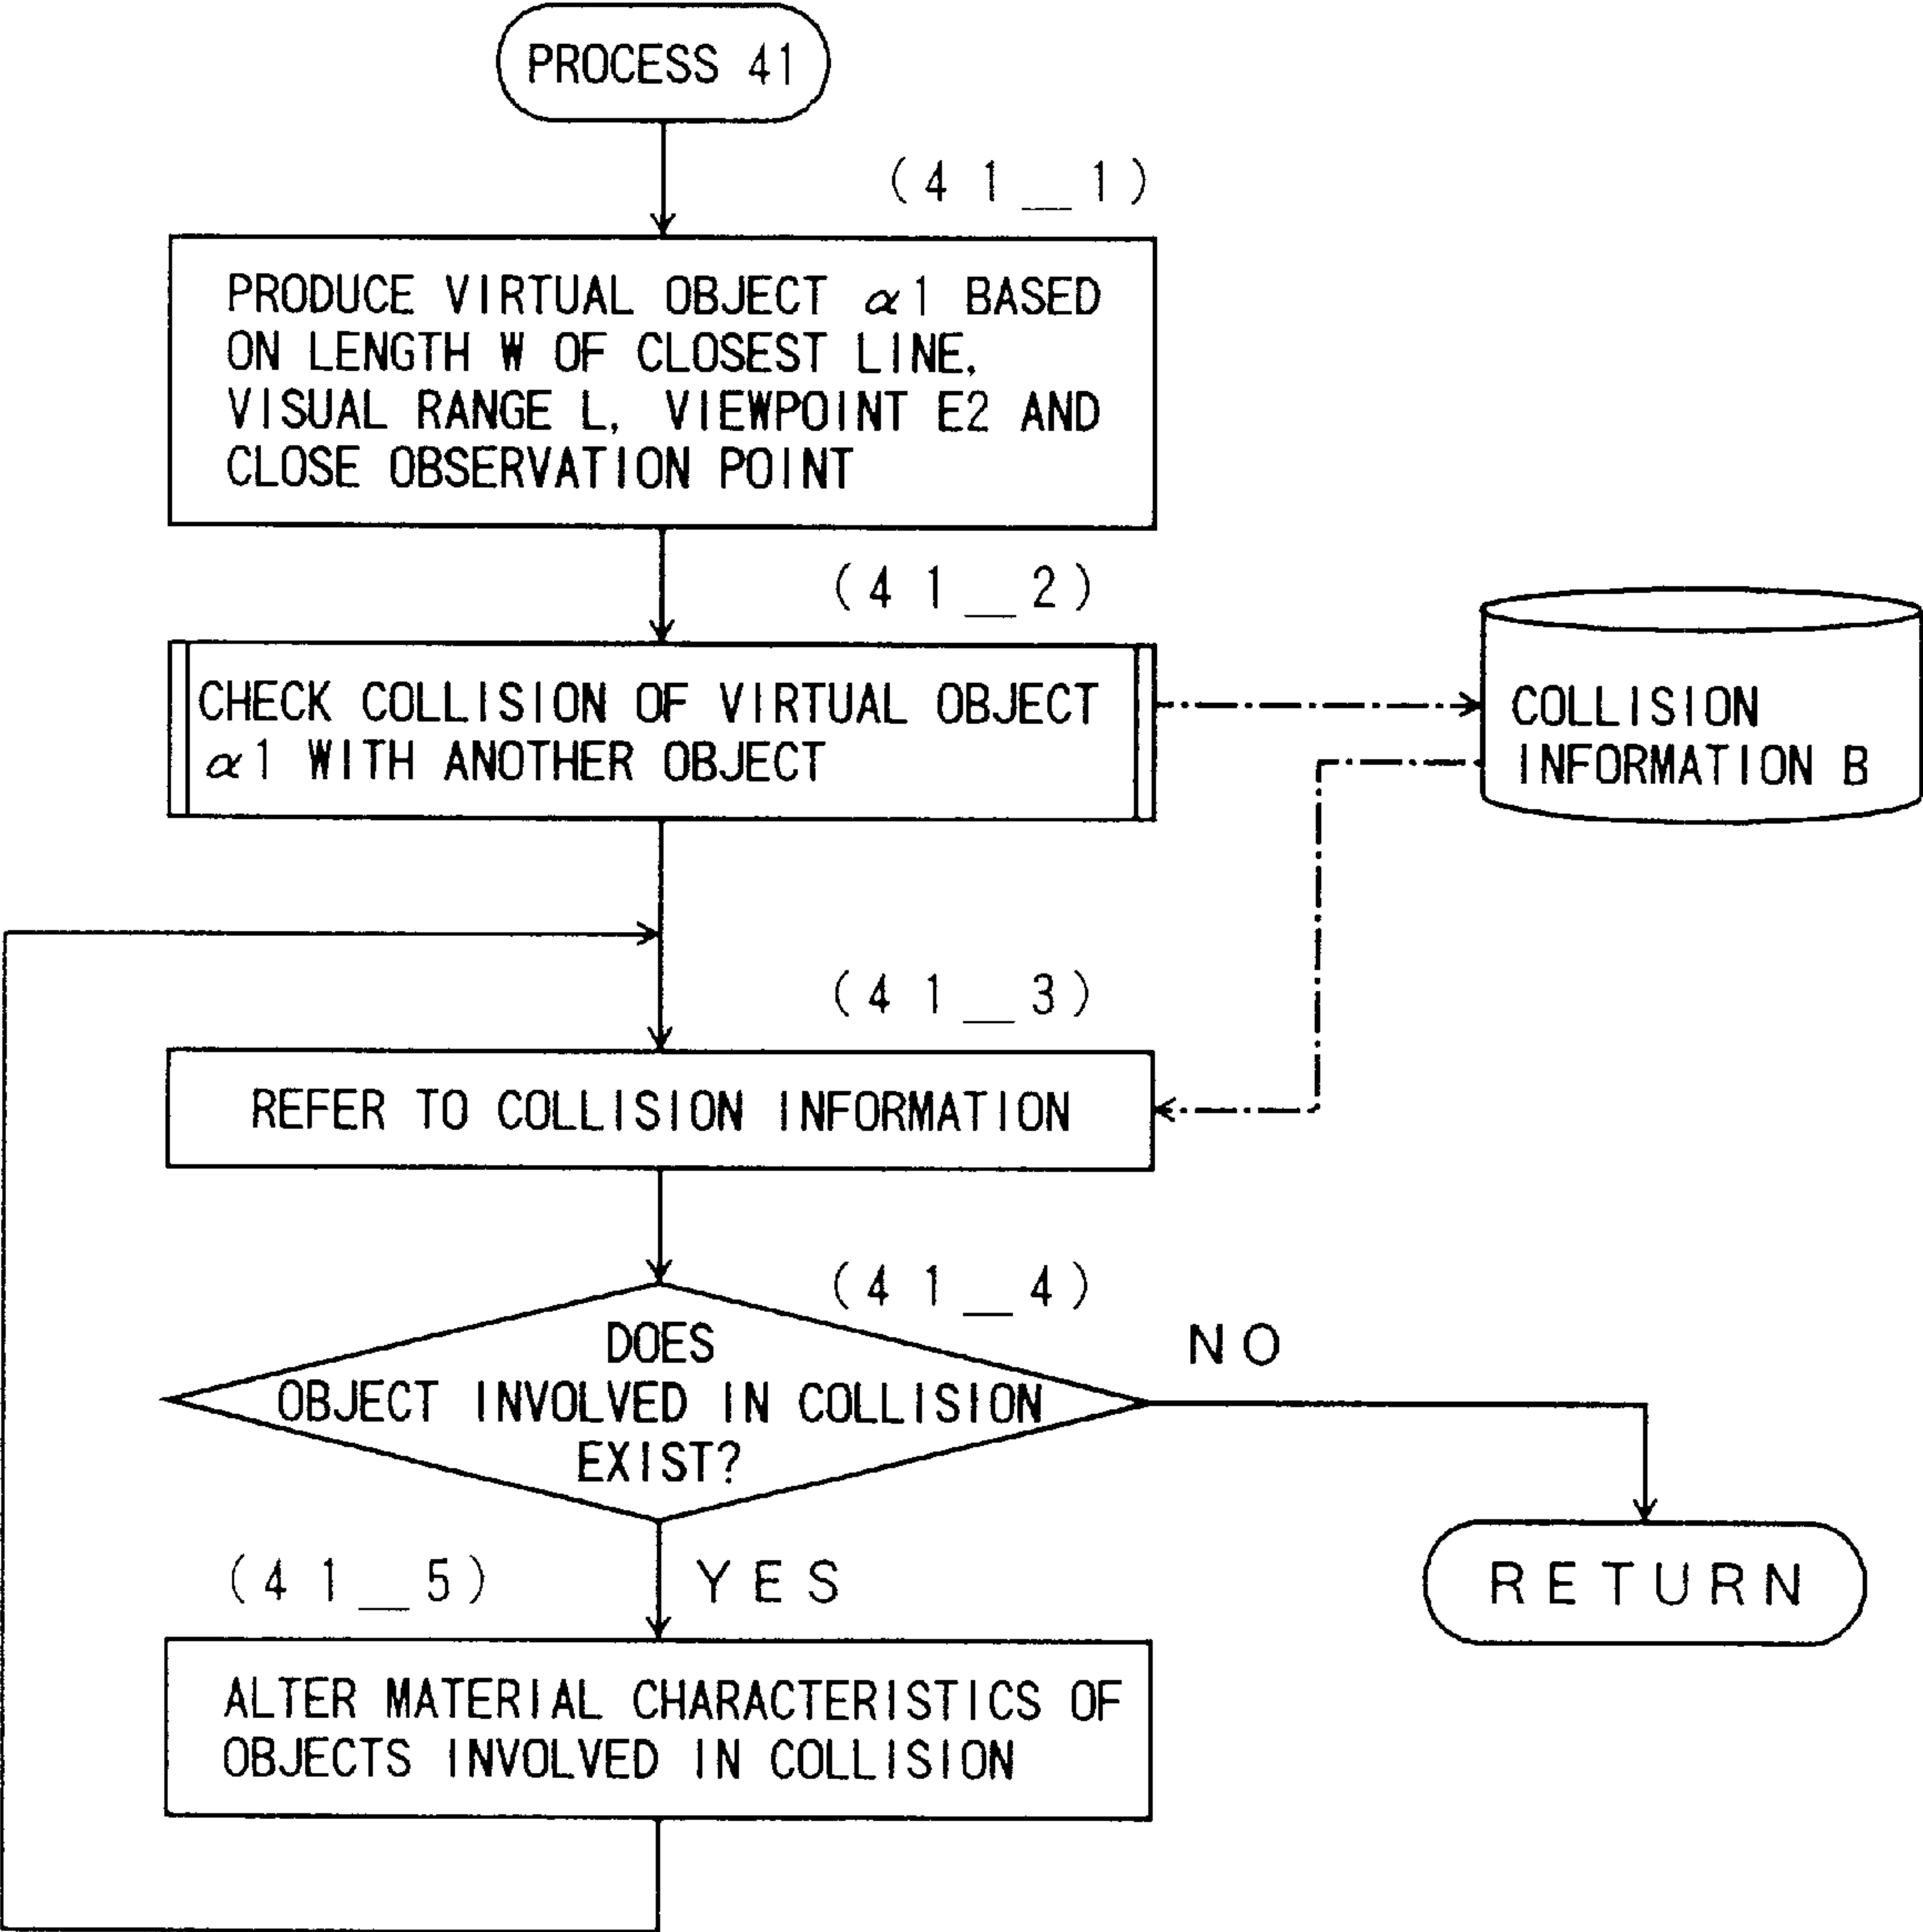 PROCESS 41
(41_1)
PRODUCE VIRTUAL OBJECT α1 BASED
ON LENGTH W OF CLOSEST LINE,
VISUAL RANGE L, VIEWPOINT E2 AND
CLOSE OBSERVATION POINT
(41_2)
CHECK COLLISION OF VIRTUAL OBJECT
α1 WITH ANOTHER OBJECT
COLLISION
INFORMATION B
(41_3)
REFER TO COLLISION INFORMATION
(41_4)
DOES
OBJECT INVOLVED IN COLLISION
EXIST?
NO
(41_5)
YES
RETURN
ALTER MATERIAL CHARACTERISTICS OF
OBJECTS INVOLVED IN COLLISION